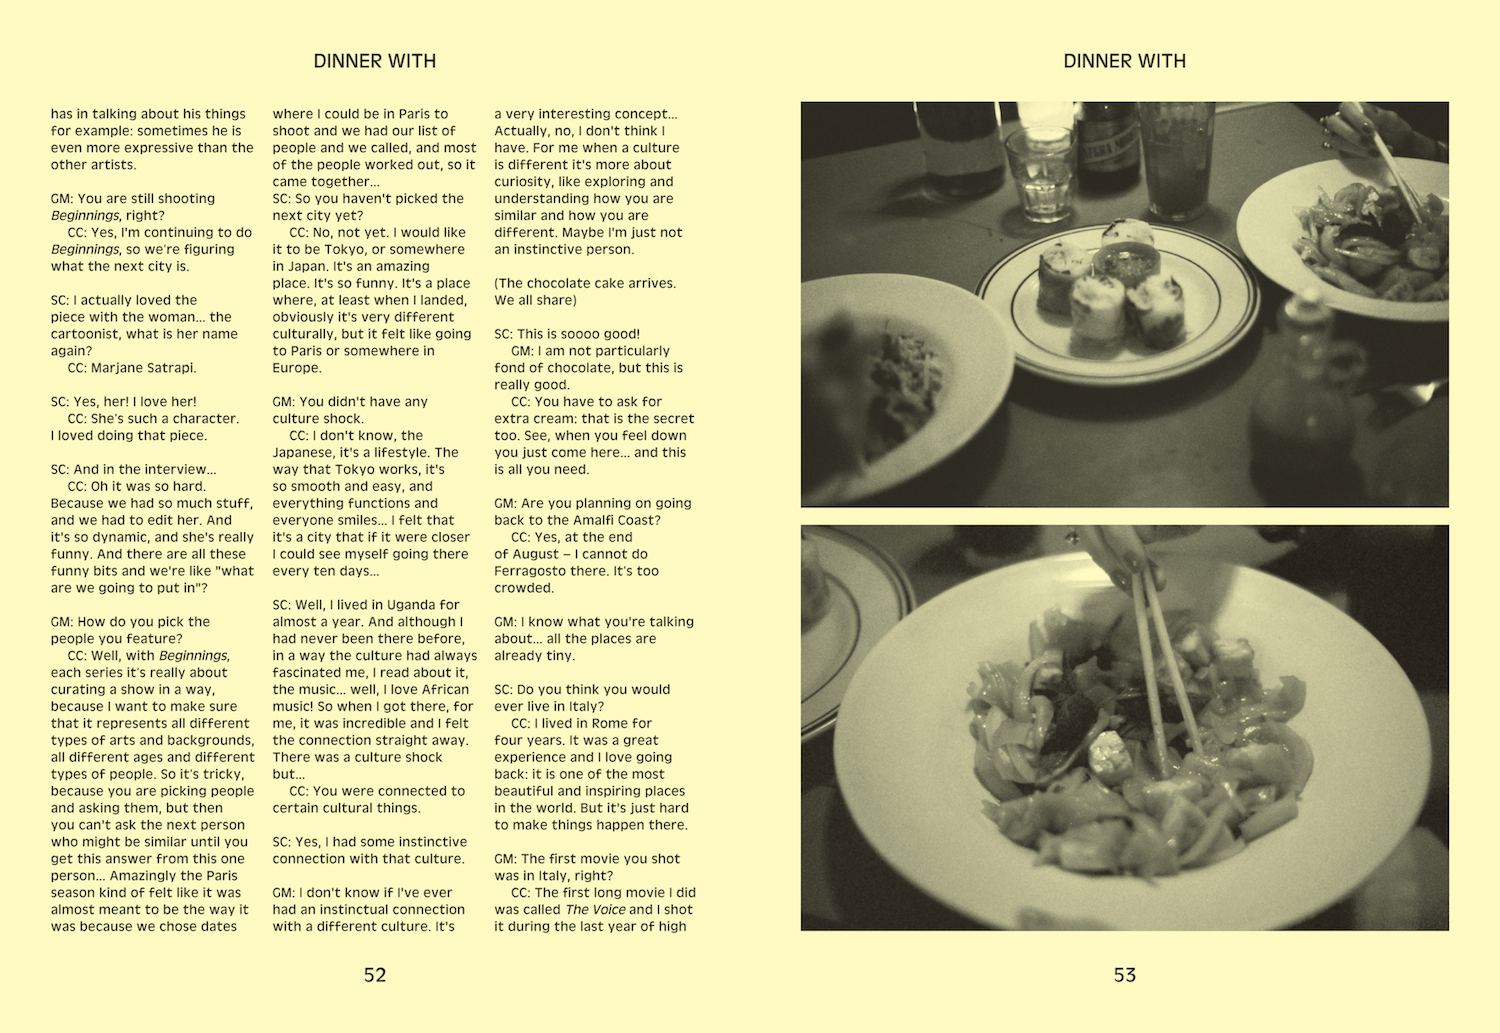 DINNER WITH
has in talking about his things
for example: sometimes he is
even more expressive than the
other artists.
GM: You are still shooting
Beginnings, right?
CC: Yes, I'm continuing to do
Beginnings, so we're figuring
what the next city is.
SC: I actually loved the
piece with the woman... the
cartoonist, what is her name
again?
CC: Marjane Satrapi.
SC: Yes, her! I love her!
CC: She's such a character.
I loved doing that piece.
SC: And in the interview...
CC: Oh it was so hard.
Because we had so much stuff,
and we had to edit her. And
it's so dynamic, and she's really
funny. And there are all these
funny bits and we're like "what
are we going to put in"?
GM: How do you pick the
people you feature?
CC: Well, with Beginnings,
each series it's really about
curating a show in a way,
because I want to make sure
that it represents all different
types of arts and backgrounds,
all different ages and different
types of people. So it's tricky,
because you are picking people
and asking them, but then
you can't ask the next person
who might be similar until you
get this answer from this one
person... Amazingly the Paris
season kind of felt like it was
almost meant to be the way it
was because we chose dates
where I could be in Paris to
shoot and we had our list of
people and we called, and most
of the people worked out, so it
came together...
SC: So you haven't picked the
next city yet?
CC: No, not yet. I would like
it to be Tokyo, or somewhere
in Japan. It's an amazing
place. It's so funny. It's a place
where, at least when I landed,
obviously it's very different
culturally, but it felt like going
to Paris or somewhere in
Europe.
GM: You didn't have any
culture shock.
CC: I don't know, the
Japanese, it's a lifestyle. The
way that Tokyo works, it's
so smooth and easy, and
everything functions and
everyone smiles... I felt that
it's a city that if it were closer
I could see myself going there
every ten days...
SC: Well, I lived in Uganda for
almost a year. And although I
had never been there before,
in a way the culture had always
fascinated me, I read about it,
the music... well, I love African
music! So when I got there, for
me, it was incredible and I felt
the connection straight away.
There was a culture shock
but...
CC: You were connected to
certain cultural things.
SC: Yes, I had some instinctive
connection with that culture.
GM: I don't know if I've ever
had an instinctual connection
with a different culture. It's
a very interesting concept...
Actually, no, I don't think I
have. For me when a culture
is different it's more about
curiosity, like exploring and
understanding how you are
similar and how you are
different. Maybe I'm just not
an instinctive person.
(The chocolate cake arrives.
We all share)
SC: This is soooo good!
GM: I am not particularly
fond of chocolate, but this is
really good.
CC: You have to ask for
extra cream: that is the secret
too. See, when you feel down
you just come here... and this
is all you need.
GM: Are you planning on going
back to the Amalfi Coast?
CC: Yes, at the end
of August – I cannot do
Ferragosto there. It's too
crowded.
GM: I know what you're talking
about... all the places are
already tiny.
SC: Do you think you would
ever live in Italy?
CC: I lived in Rome for
four years. It was a great
experience and I love going
back: it is one of the most
beautiful and inspiring places
in the world. But it's just hard
to make things happen there.
GM: The first movie you shot
was in Italy, right?
CC: The first long movie I did
was called The Voice and I shot
it during the last year of high
52
DINNER WITH
53